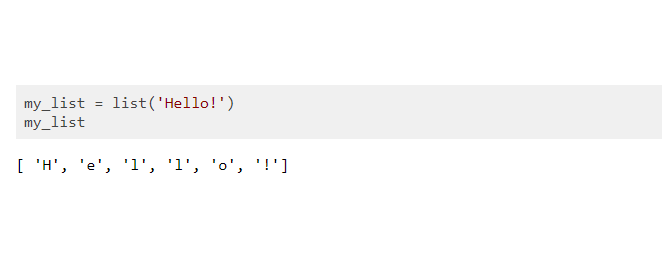 my_list = list('Hello!')
my_list
[ 'H', 'e', 'l', 'l', 'o', '!']